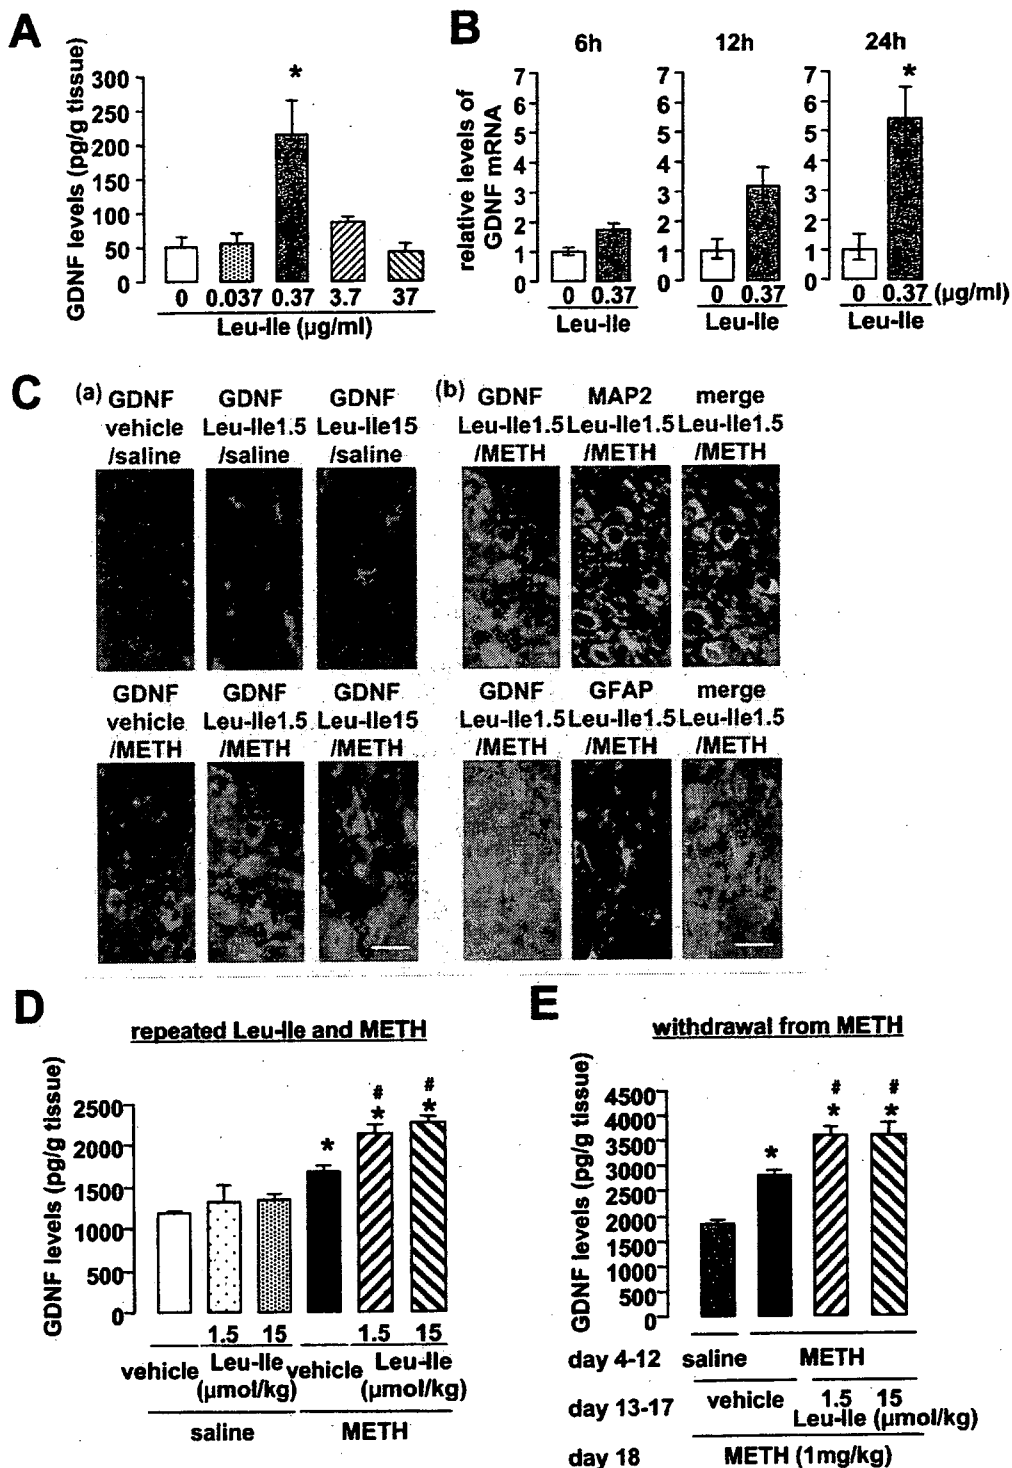 A
GDNF levels (pg/g tissue)
300
250
200
150
100
50
0
*
0 0.037 0.37 3.7 37
Leu-Ile (µg/ml)
B
6h 12h 24h
relative levels of
GDNF mRNA
7
6
5
4
3
2
1
0
7
6
5
4
3
2
1
0
7
6
5
4
3
2
1
0
*
0 0.37 0 0.37 0 0.37 (µg/ml)
Leu-Ile Leu-Ile Leu-Ile
C
(a) GDNF GDNF GDNF
vehicle Leu-Ile1.5 Leu-Ile15
/saline /saline /saline
(b) GDNF MAP2 merge
Leu-Ile1.5 Leu-Ile1.5 Leu-Ile1.5
/METH /METH /METH
GDNF GDNF GDNF
vehicle Leu-Ile1.5 Leu-Ile15
/METH /METH /METH
GDNF GFAP merge
Leu-Ile1.5 Leu-Ile1.5 Leu-Ile1.5
/METH /METH /METH
D
repeated Leu-Ile and METH
GDNF levels (pg/g tissue)
2500
2000
1500
1000
500
0
# #
* * *
1.5 15 1.5 15
vehicle Leu-Ile vehicle Leu-Ile
(µmol/kg) (µmol/kg)
saline METH
E
withdrawal from METH
GDNF levels (pg/g tissue)
4500
4000
3500
3000
2500
2000
1500
1000
500
0
# #
* * *
day 4-12 saline METH
day 13-17 vehicle 1.5 15
Leu-Ile (µmol/kg)
day 18 METH (1mg/kg)